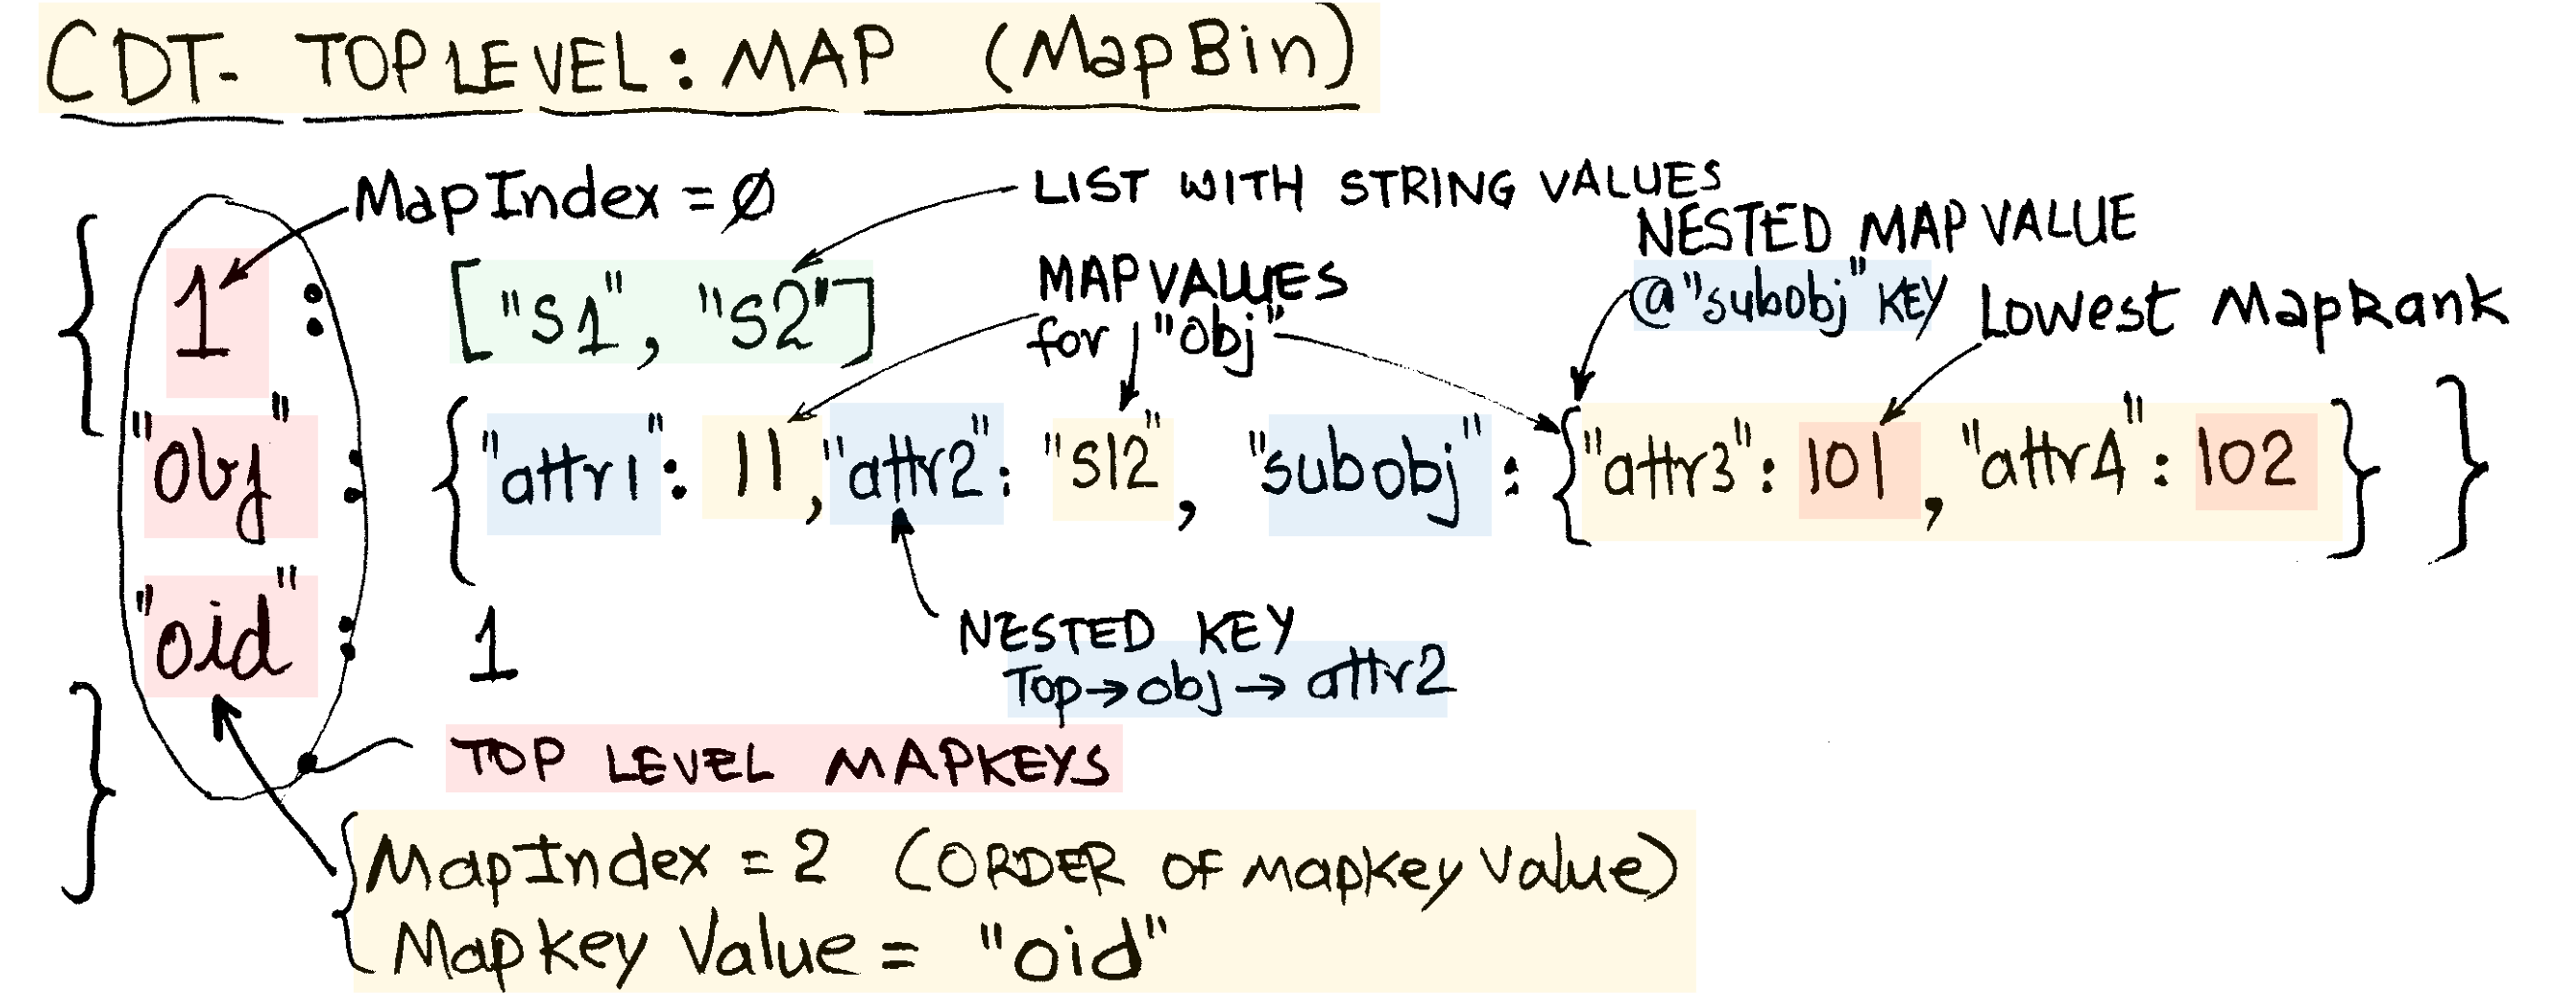 CDT- TOPLEVEL: MAP (MapBin)
MapIndex = Ø
LIST WITH STRING VALUES
NESTED MAP VALUE
@"subobj" KEY
MAP VALUES
for "obj"
Lowest MapRank
{ 1 : ["S1", "S2"]
"obj" : {"attr1": 11, "attr2": "S12", "subobj": {"attr3": 101, "attr4": 102} }
"oid" : 1
}
NESTED KEY
Top→obj→attr2
TOP LEVEL MAPKEYS
{ MapIndex = 2 (ORDER OF mapkey value)
Mapkey Value = "oid"